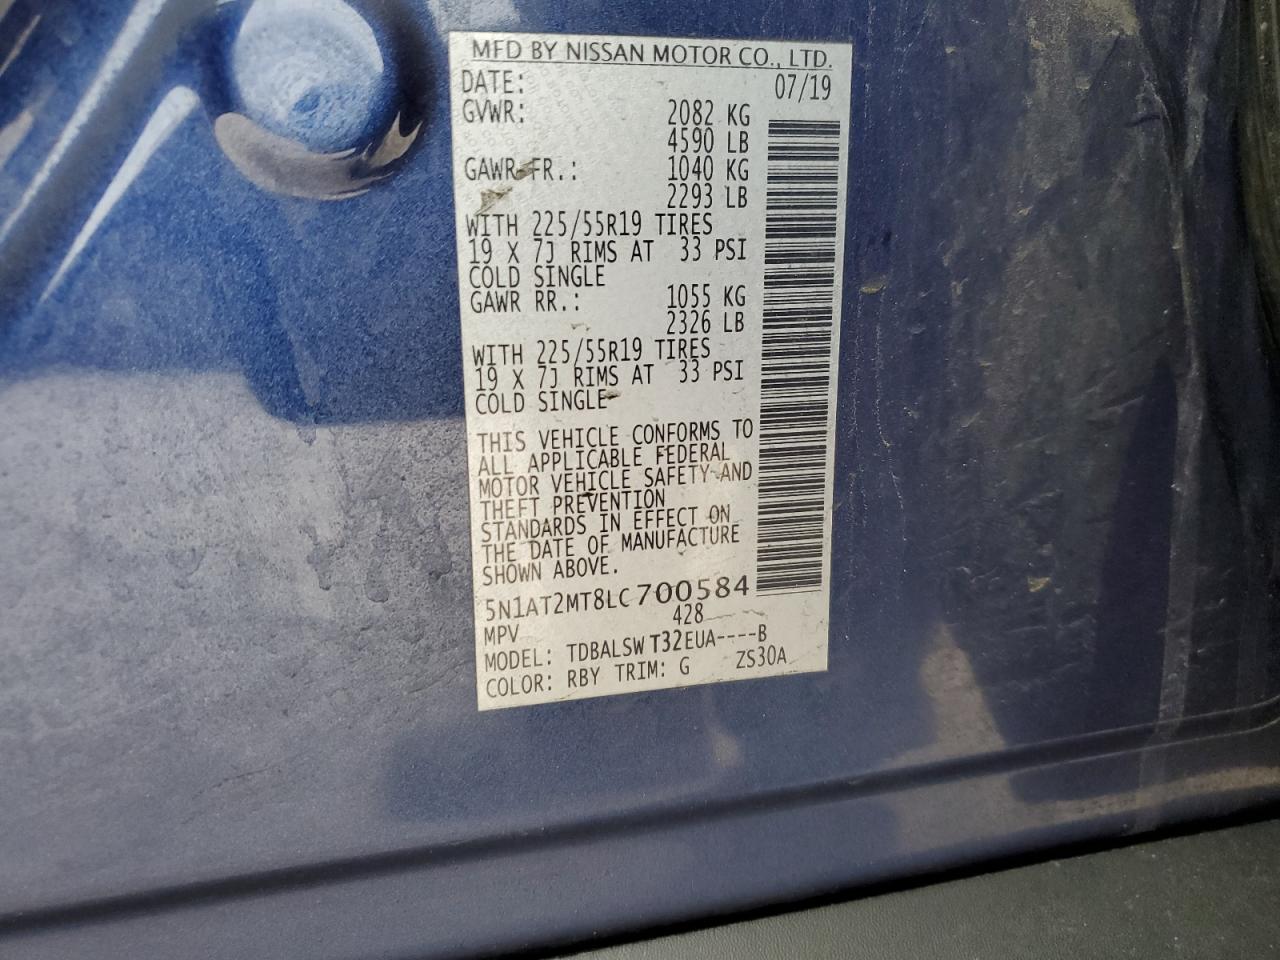 MFD BY NISSAN MOTOR CO., LTD.
DATE: 07/19
GVWR: 2082 KG
4590 LB
GAWR FR.: 1040 KG
2293 LB
WITH 225/55R19 TIRES
19 X 7J RIMS AT 33 PSI
COLD SINGLE
GAWR RR.: 1055 KG
2326 LB
WITH 225/55R19 TIRES
19 X 7J RIMS AT 33 PSI
COLD SINGLE
THIS VEHICLE CONFORMS TO
ALL APPLICABLE FEDERAL
MOTOR VEHICLE SAFETY AND
THEFT PREVENTION
STANDARDS IN EFFECT ON
THE DATE OF MANUFACTURE
SHOWN ABOVE.
5N1AT2MT8LC700584
MPV 428
MODEL: TDBALSW T32EUA----B
COLOR: RBY TRIM: G ZS30A